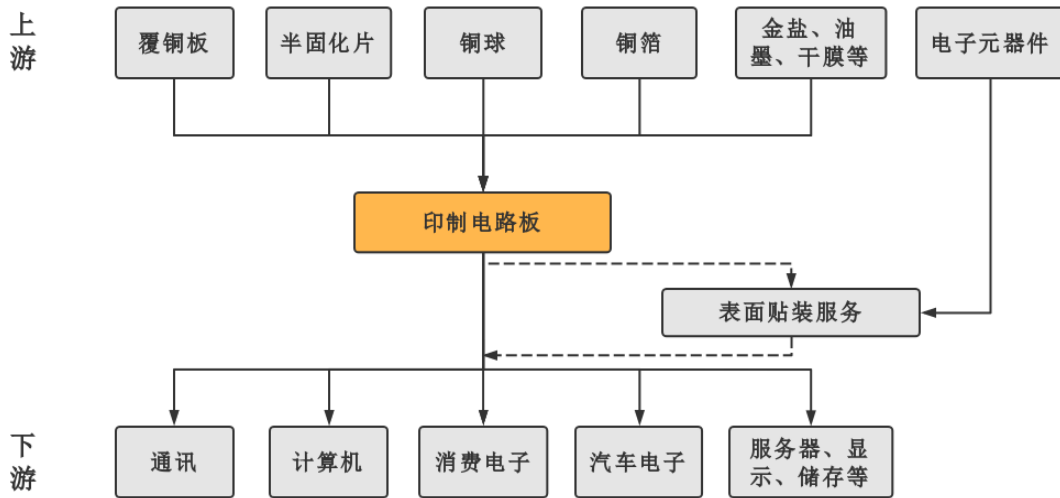 上
游
覆铜板
半固化片
铜球
铜箔
金盐、油
墨、干膜等
电子元器件
印制电路板
表面贴装服务
下
游
通讯
计算机
消费电子
汽车电子
服务器、显
示、储存等